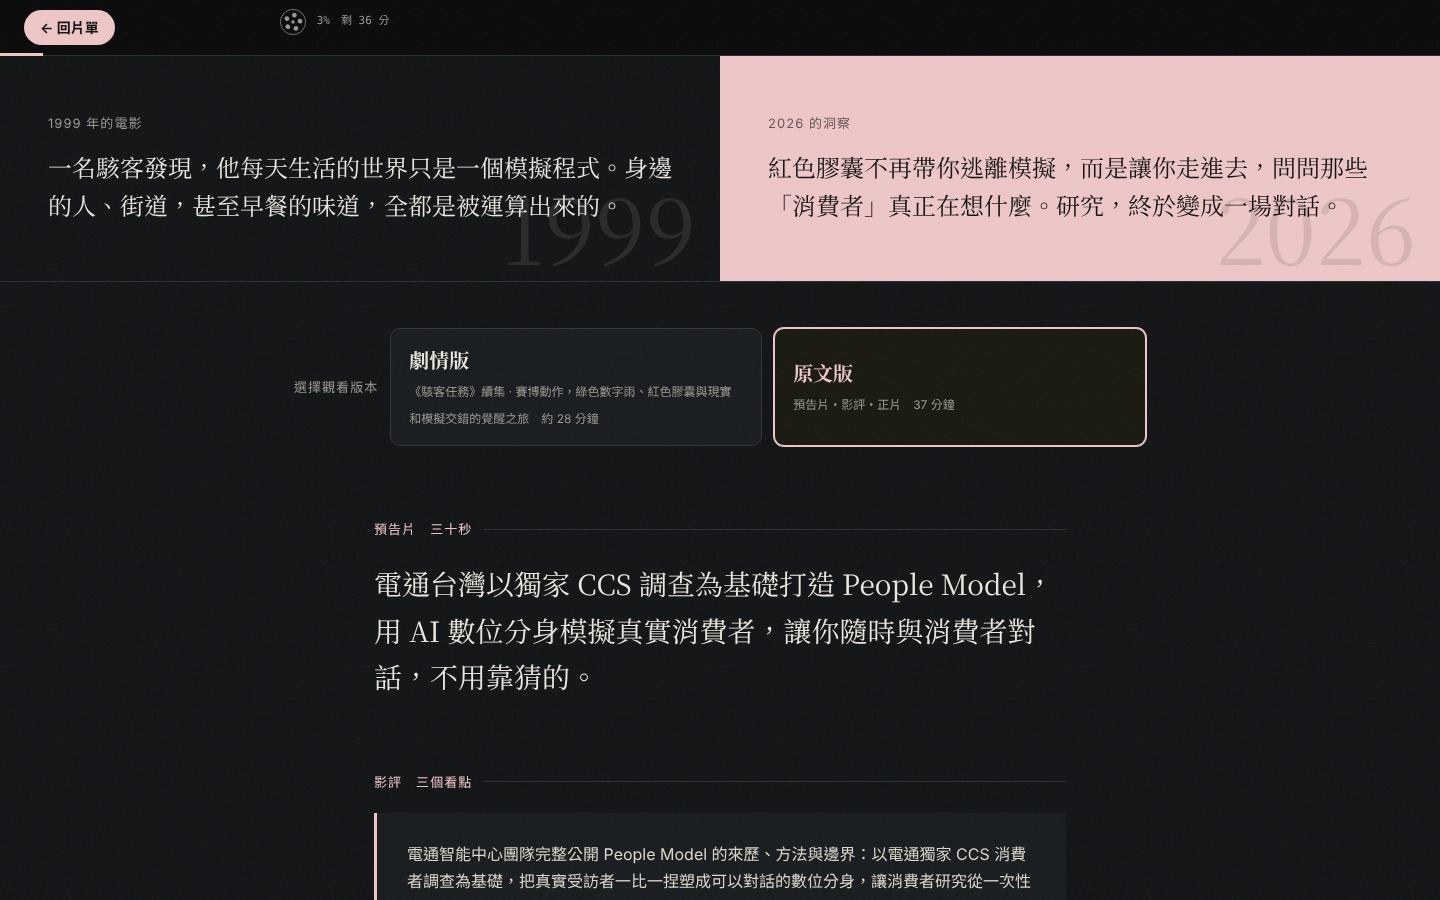 ← 回片單
3% 剩 36 分
1999 年的電影
一名駭客發現，他每天生活的世界只是一個模擬程式。身邊
的人、街道，甚至早餐的味道，全都是被運算出來的。
1999
2026 的洞察
紅色膠囊不再帶你逃離模擬，而是讓你走進去，問問那些
「消費者」真正在想什麼。研究，終於變成一場對話。
2026
選擇觀看版本
劇情版
《駭客任務》續集 · 賽博動作，綠色數字雨、紅色膠囊與現實
和模擬交錯的覺醒之旅　約 28 分鐘
原文版
預告片・影評・正片　37 分鐘
預告片　三十秒
電通台灣以獨家 CCS 調查為基礎打造 People Model，
用 AI 數位分身模擬真實消費者，讓你隨時與消費者對
話，不用靠猜的。
影評　三個看點
電通智能中心團隊完整公開 People Model 的來歷、方法與邊界：以電通獨家 CCS 消費
者調查為基礎，把真實受訪者一比一捏塑成可以對話的數位分身，讓消費者研究從一次性